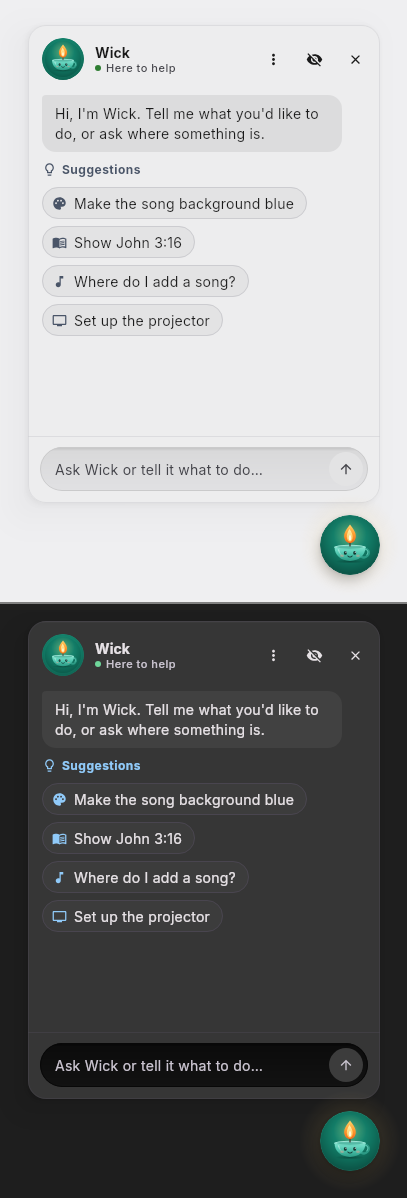 Wick
Here to help
Hi, I'm Wick. Tell me what you'd like to
do, or ask where something is.
Suggestions
Make the song background blue
Show John 3:16
Where do I add a song?
Set up the projector
Ask Wick or tell it what to do...
Wick
Here to help
Hi, I'm Wick. Tell me what you'd like to
do, or ask where something is.
Suggestions
Make the song background blue
Show John 3:16
Where do I add a song?
Set up the projector
Ask Wick or tell it what to do...